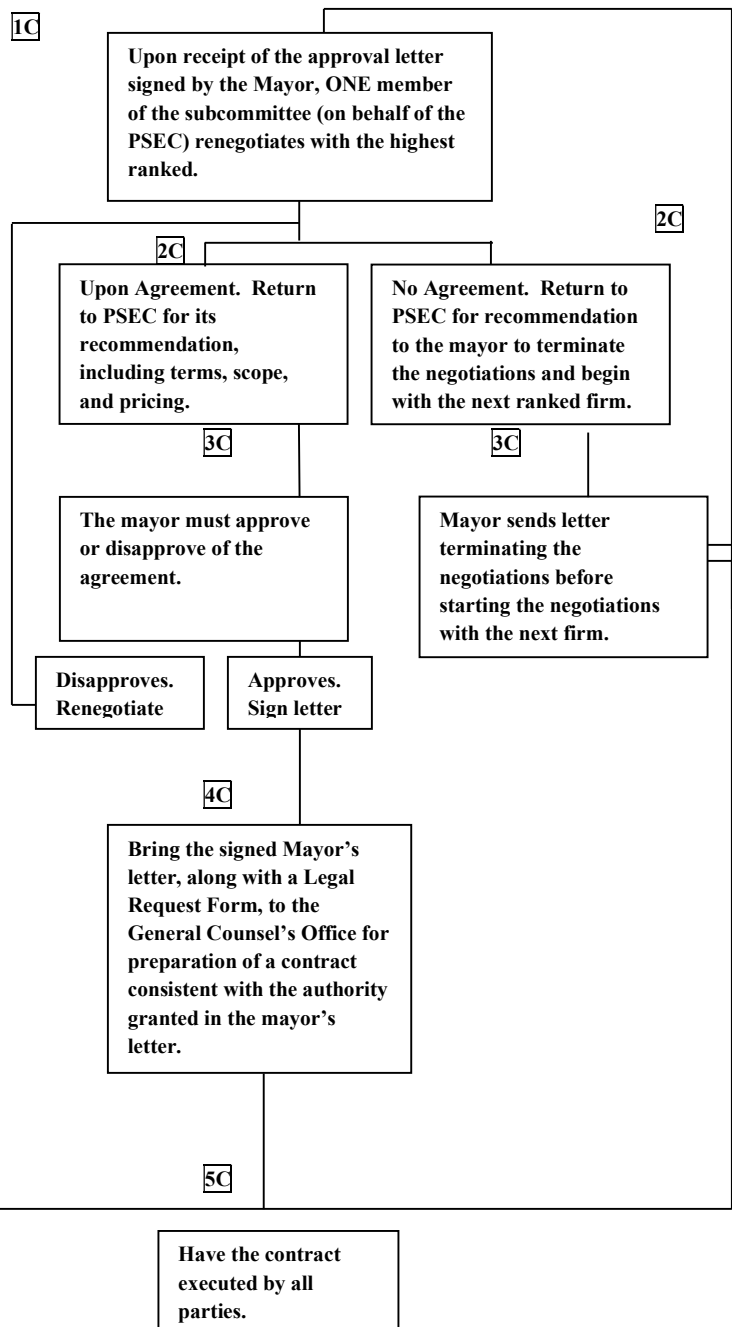 1C
Upon receipt of the approval letter
signed by the Mayor, ONE member
of the subcommittee (on behalf of the
PSEC) renegotiates with the highest
ranked.
2C
2C
Upon Agreement.  Return
to PSEC for its
recommendation,
including terms, scope,
and pricing.
No Agreement.  Return to
PSEC for recommendation
to the mayor to terminate
the negotiations and begin
with the next ranked firm.
3C
3C
The mayor must approve
or disapprove of the
agreement.
Mayor sends letter
terminating the
negotiations before
starting the negotiations
with the next firm.
Disapproves.
Renegotiate
Approves.
Sign letter
4C
Bring the signed Mayor’s
letter, along with a Legal
Request Form, to the
General Counsel’s Office for
preparation of a contract
consistent with the authority
granted in the mayor’s
letter.
5C
Have the contract
executed by all
parties.